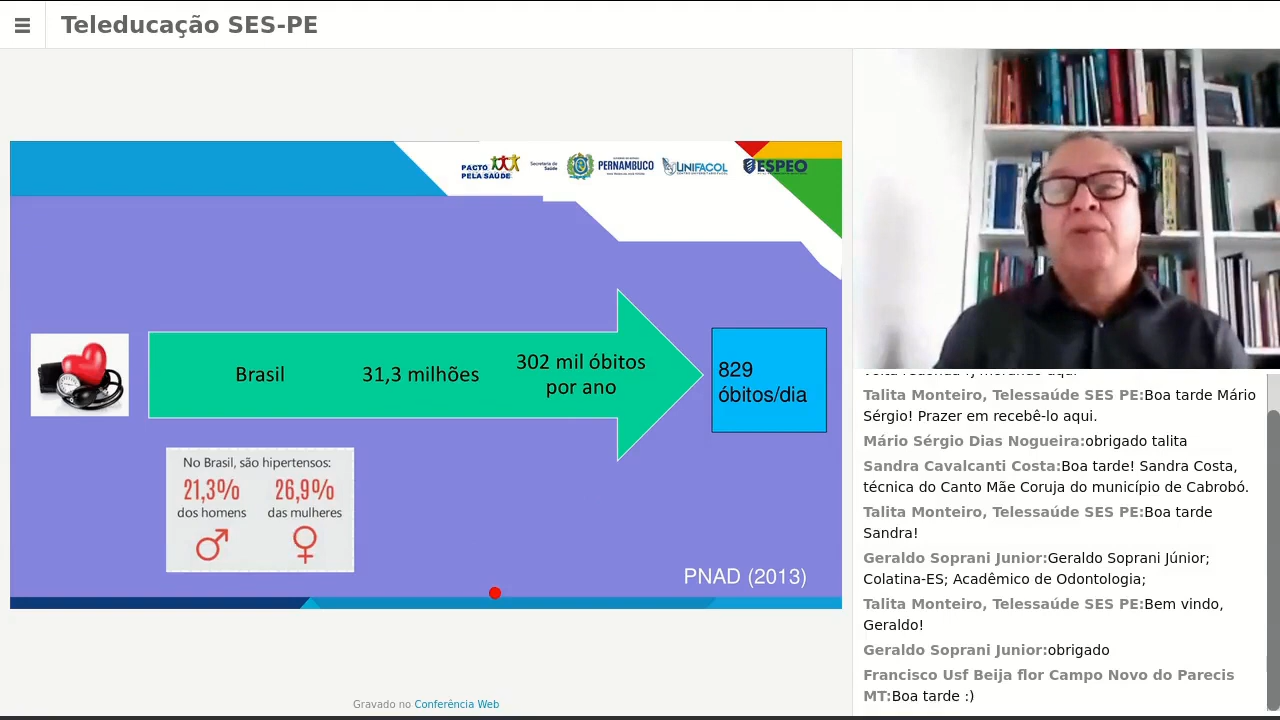 Teleducação SES-PE
PACTO
PELA SAÚDE
Secretaria de
Saúde
PERNAMBUCO
UNIFACOL
ESPEO
Brasil
31,3 milhões
302 mil óbitos
por ano
829
óbitos/dia
No Brasil, são hipertensos:
21,3% 26,9%
dos homens das mulheres
PNAD (2013)
Gravado no Conferência Web
Talita Monteiro, Telessaúde SES PE:Boa tarde Mário
Sérgio! Prazer em recebê-lo aqui.
Mário Sérgio Dias Nogueira:obrigado talita
Sandra Cavalcanti Costa:Boa tarde! Sandra Costa,
técnica do Canto Mãe Coruja do município de Cabrobó.
Talita Monteiro, Telessaúde SES PE:Boa tarde
Sandra!
Geraldo Soprani Junior:Geraldo Soprani Júnior;
Colatina-ES; Acadêmico de Odontologia;
Talita Monteiro, Telessaúde SES PE:Bem vindo,
Geraldo!
Geraldo Soprani Junior:obrigado
Francisco Usf Beija flor Campo Novo do Parecis
MT:Boa tarde :)